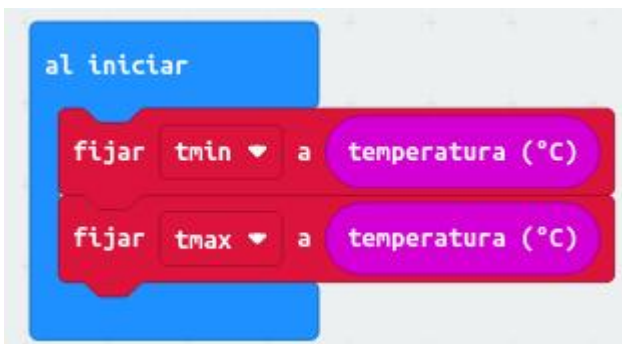 al iniciar
fijar tmin a temperatura (°C)
fijar tmax a temperatura (°C)